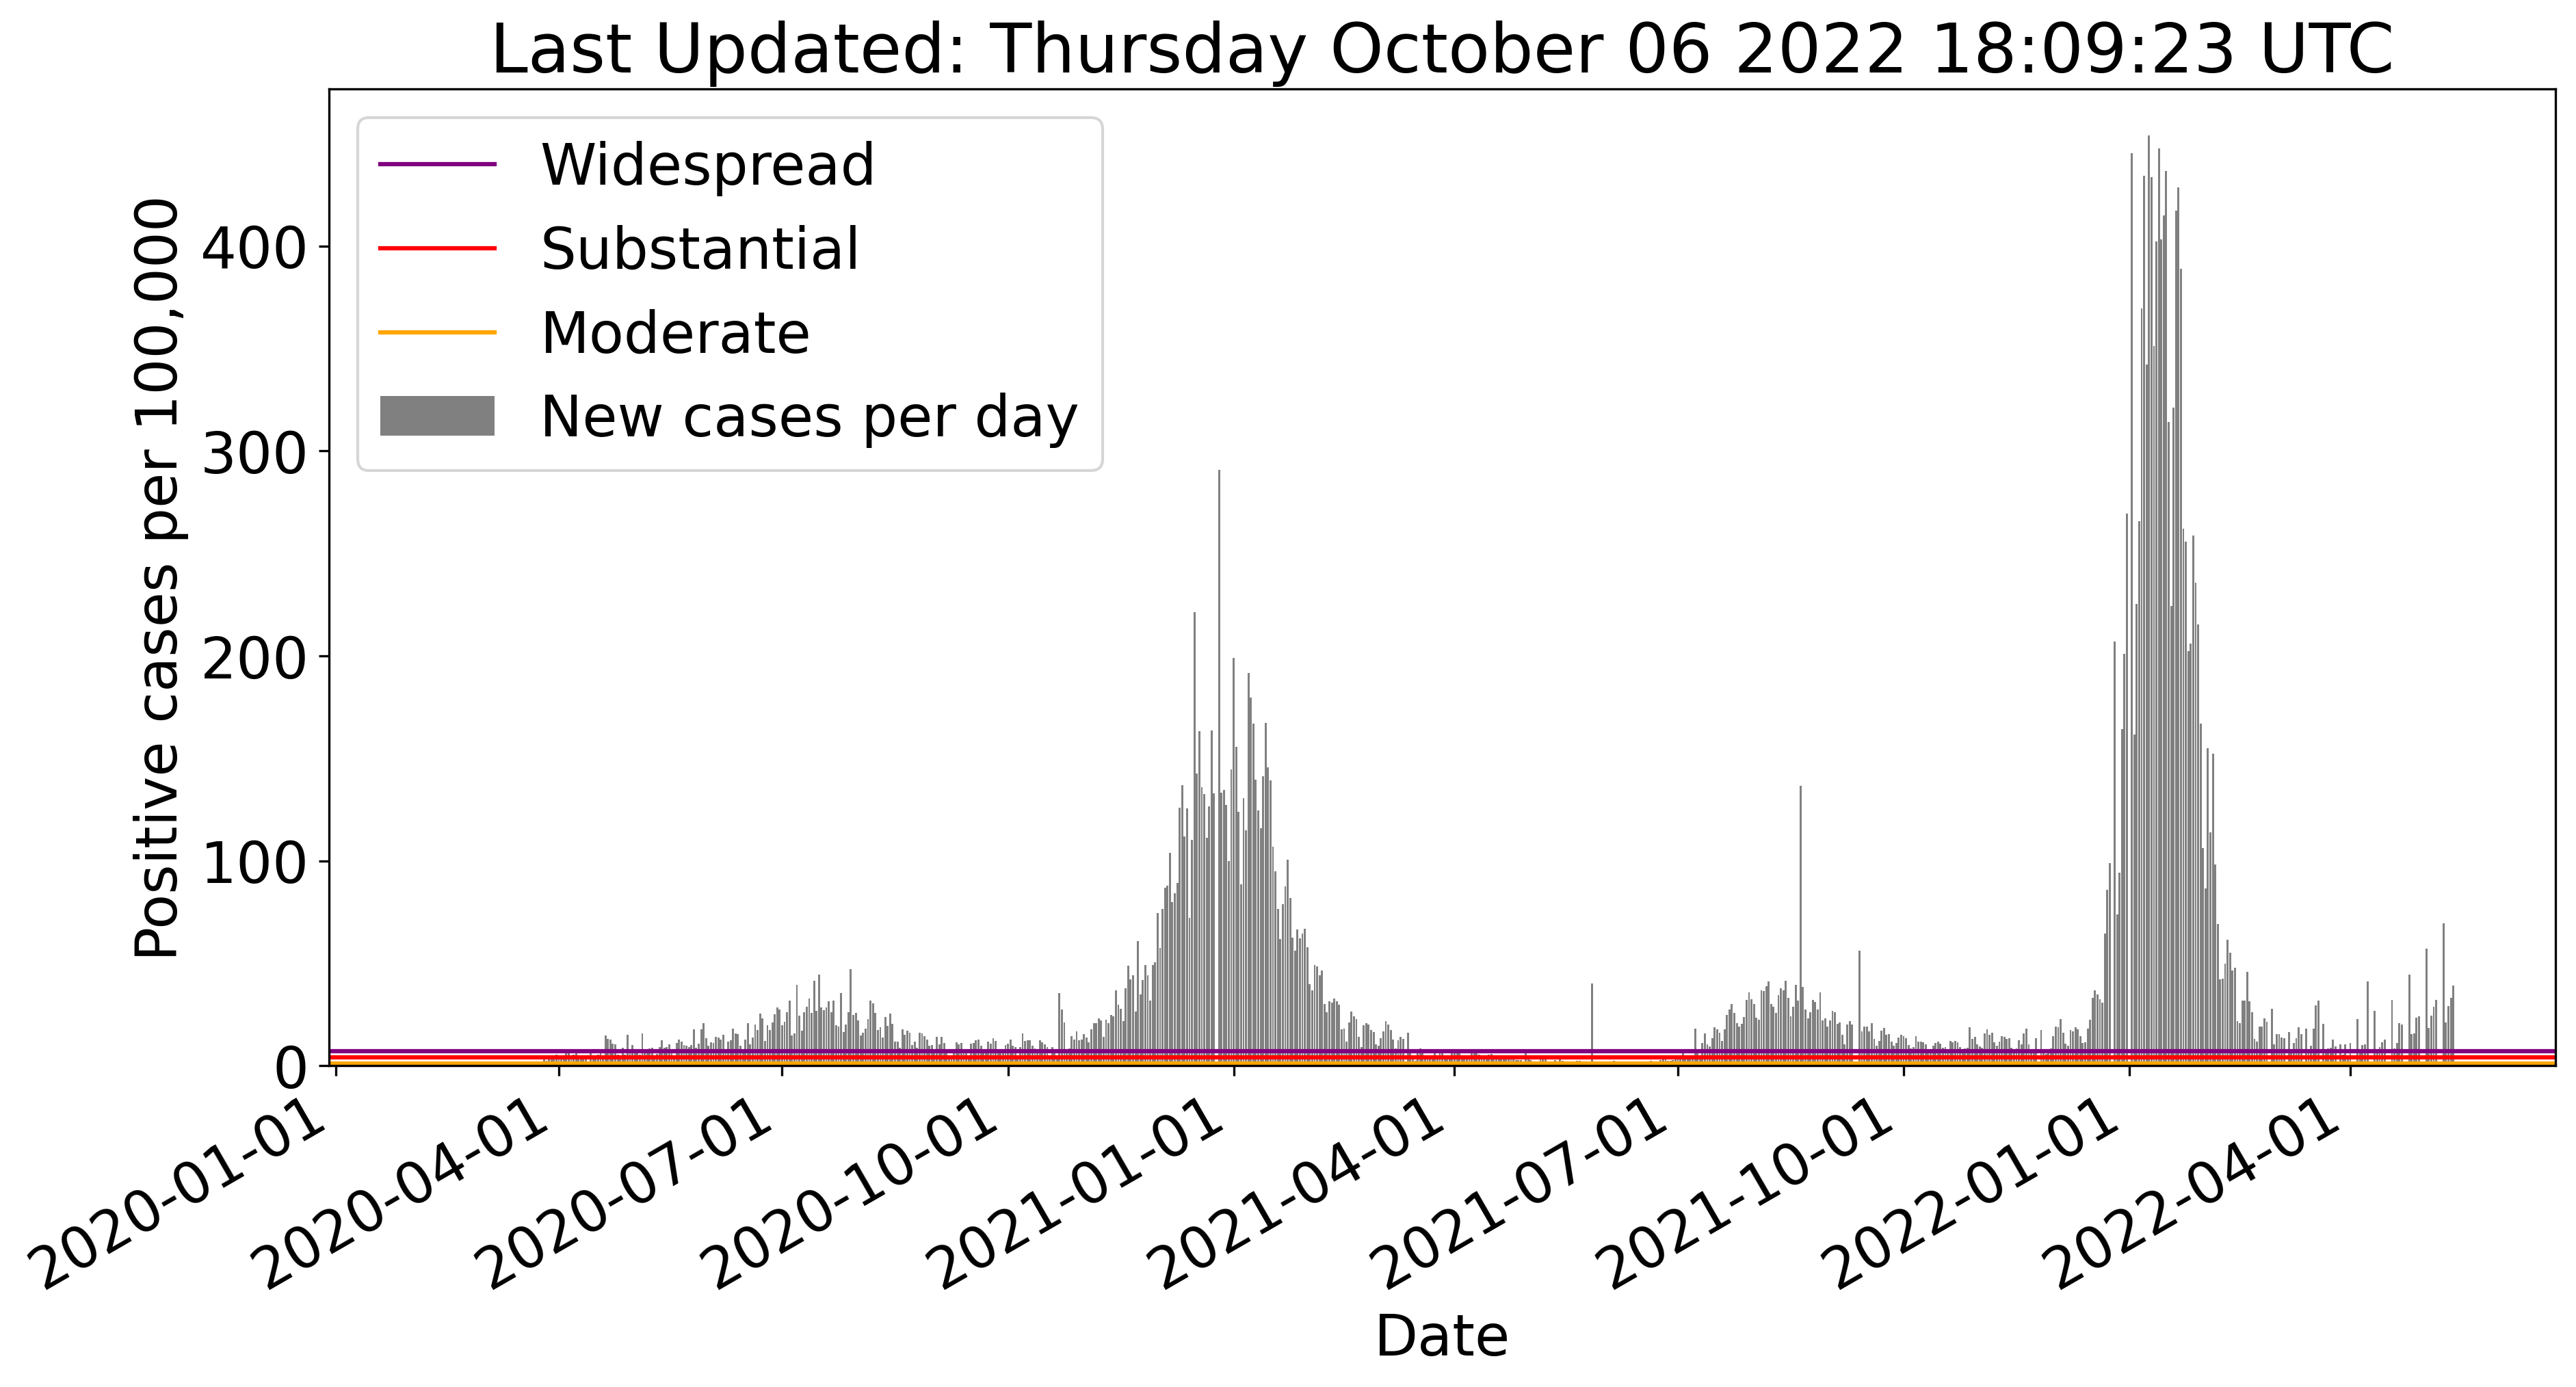 Last Updated: Thursday October 06 2022 18:09:23 UTC
Widespread
Substantial
Moderate
New cases per day
Positive cases per 100,000
400
300
200
100
0
2020-01-01
2020-04-01
2020-07-01
2020-10-01
2021-01-01
2021-04-01
2021-07-01
2021-10-01
2022-01-01
2022-04-01
Date